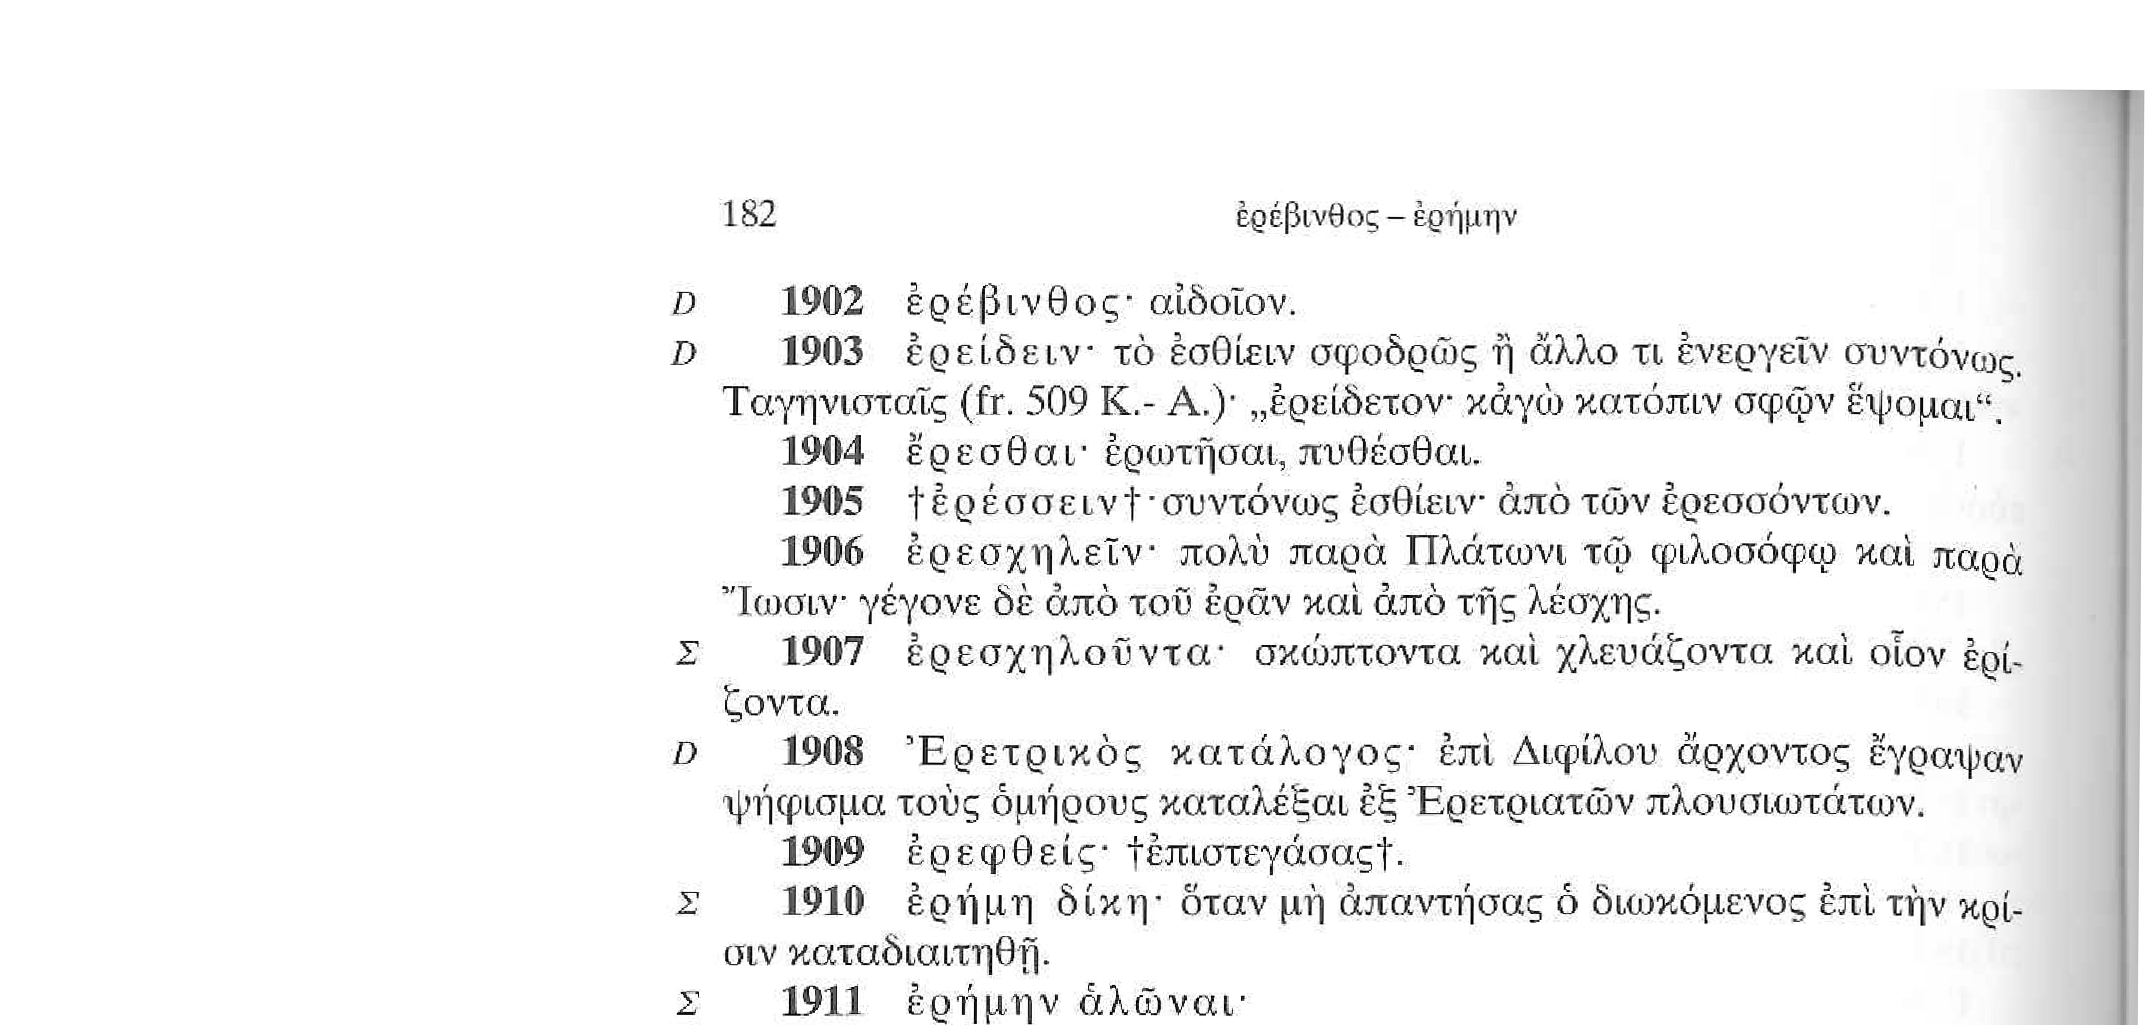 182 ἐρέβινθος – ἐρήμην
D 1902 ἐρέβινθος· αἰδοῖον.
D 1903 ἐρείδειν· τὸ ἐσθίειν σφοδρῶς ἢ ἄλλο τι ἐνεργεῖν συντόνως.
Ταγηνισταῖς (fr. 509 K.- A.)· „ἐρείδετον· κἀγὼ κατόπιν σφῷν ἕψομαι“.
1904 ἔρεσθαι· ἐρωτῆσαι, πυθέσθαι.
1905 †ἐρέσσειν†· συντόνως ἐσθίειν· ἀπὸ τῶν ἐρεσσόντων.
1906 ἐρεσχηλεῖν· πολὺ παρὰ Πλάτωνι τῷ φιλοσόφῳ καὶ παρὰ
Ἴωσιν· γέγονε δὲ ἀπὸ τοῦ ἐρᾶν καὶ ἀπὸ τῆς λέσχης.
Σ 1907 ἐρεσχηλοῦντα· σκώπτοντα καὶ χλευάζοντα καὶ οἷον ἐρί-
ζοντα.
D 1908 Ἐρετρικὸς κατάλογος· ἐπὶ Διφίλου ἄρχοντος ἔγραψαν
ψήφισμα τοὺς ὁμήρους καταλέξαι ἐξ Ἐρετριατῶν πλουσιωτάτων.
1909 ἐρεφθείς· †ἐπιστεγάσας†.
Σ 1910 ἐρήμη δίκη· ὅταν μὴ ἀπαντήσας ὁ διωκόμενος ἐπὶ τὴν κρί-
σιν καταδιαιτηθῇ.
Σ 1911 ἐρήμην ἁλῶναι·